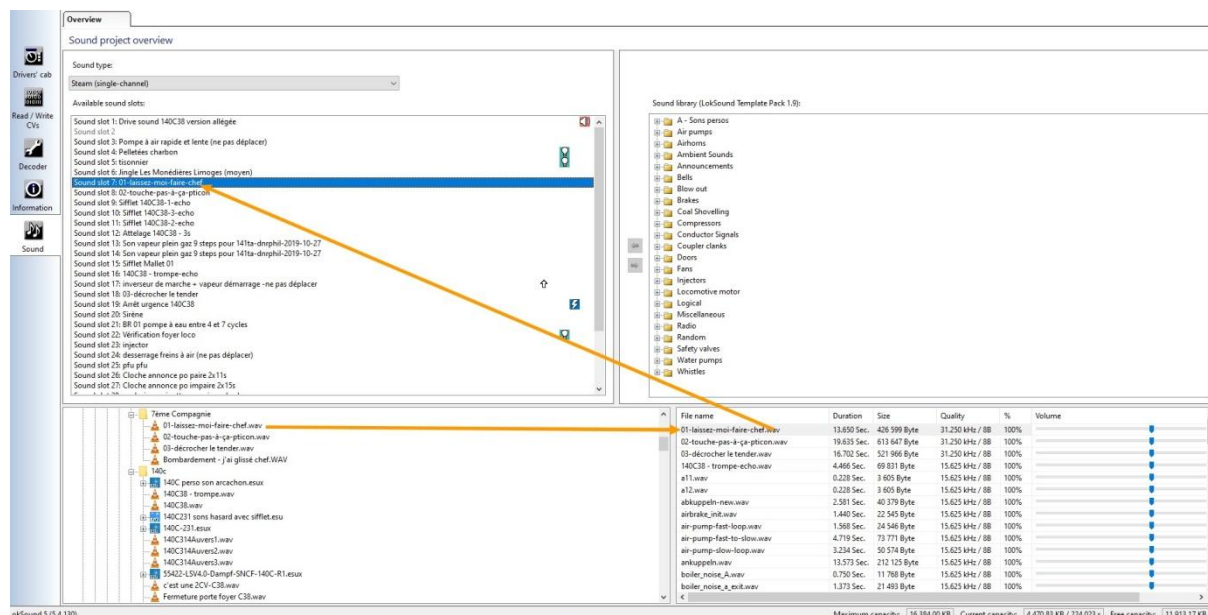 Overview
Sound project overview
Drivers' cab
Read / Write
CVs
Decoder
Information
Sound
Sound type:
Steam (single-channel)
Available sound slots:
Sound slot 1: Drive sound 140C38 version allégée
Sound slot 2
Sound slot 3: Pompe à air rapide et lente (ne pas déplacer)
Sound slot 4: Pelletées charbon
Sound slot 5: tisonnier
Sound slot 6: Jingle Les Monédières Limoges (moyen)
Sound slot 7: 01-laissez-moi-faire-chef
Sound slot 8: 02-touche-pas-à-ça-pticon
Sound slot 9: Sifflet 140C38-1-echo
Sound slot 10: Sifflet 140C38-3-echo
Sound slot 11: Sifflet 140C38-2-echo
Sound slot 12: Attelage 140C38 - 3s
Sound slot 13: Son vapeur plein gaz 9 steps pour 141ta-dnrphil-2019-10-27
Sound slot 14: Son vapeur plein gaz 9 steps pour 141ta-dnrphil-2019-10-27
Sound slot 15: Sifflet Mallet 01
Sound slot 16: 140C38 - trompe-echo
Sound slot 17: inverseur de marche + vapeur démarrage -ne pas déplacer
Sound slot 18: 03-décrocher le tender
Sound slot 19: Arrêt urgence 140C38
Sound slot 20: Sirène
Sound slot 21: BR 01 pompe à eau entre 4 et 7 cycles
Sound slot 22: Vérification foyer loco
Sound slot 23: injector
Sound slot 24: desserrage freins à air (ne pas déplacer)
Sound slot 25: pfu pfu
Sound slot 26: Cloche annonce po paire 2x11s
Sound slot 27: Cloche annonce po impaire 2x15s
Sound library (LokSound Template Pack 1.9):
A - Sons persos
Air pumps
Airhorns
Ambient Sounds
Announcements
Bells
Blow out
Brakes
Coal Shovelling
Compressors
Conductor Signals
Coupler clanks
Doors
Fans
Injectors
Locomotive motor
Logical
Miscellaneous
Radio
Random
Safety valves
Water pumps
Whistles
7ème Compagnie
01-laissez-moi-faire-chef.wav
02-touche-pas-à-ça-pticon.wav
03-décrocher le tender.wav
Bombardement - j'ai glissé chef.WAV
140c
140C perso son arcachon.esux
140C38 - trompe.wav
140C38.wav
140C231 sons hasard avec sifflet.esu
140C-231.esux
140C314Auvers1.wav
140C314Auvers2.wav
140C314Auvers3.wav
55422-LSV4.0-Dampf-SNCF-140C-R1.esux
c'est une 2CV-C38.wav
Fermeture porte foyer C38.wav
File name Duration Size Quality % Volume
01-laissez-moi-faire-chef.wav 13.650 Sec. 426 599 Byte 31.250 kHz / 8B 100%
02-touche-pas-à-ça-pticon.wav 19.635 Sec. 613 647 Byte 31.250 kHz / 8B 100%
03-décrocher le tender.wav 16.702 Sec. 521 966 Byte 31.250 kHz / 8B 100%
140C38 - trompe-echo.wav 4.466 Sec. 69 831 Byte 15.625 kHz / 8B 100%
a11.wav 0.228 Sec. 3 605 Byte 15.625 kHz / 8B 100%
a12.wav 0.228 Sec. 3 605 Byte 15.625 kHz / 8B 100%
abkuppeln-new.wav 2.581 Sec. 40 379 Byte 15.625 kHz / 8B 100%
airbrake_init.wav 1.440 Sec. 22 545 Byte 15.625 kHz / 8B 100%
air-pump-fast-loop.wav 1.568 Sec. 24 546 Byte 15.625 kHz / 8B 100%
air-pump-fast-to-slow.wav 4.719 Sec. 73 771 Byte 15.625 kHz / 8B 100%
air-pump-slow-loop.wav 3.234 Sec. 50 574 Byte 15.625 kHz / 8B 100%
ankuppeln.wav 13.573 Sec. 212 125 Byte 15.625 kHz / 8B 100%
boiler_noise_A.wav 0.750 Sec. 11 768 Byte 15.625 kHz / 8B 100%
boiler_noise_a_exit.wav 1.373 Sec. 21 493 Byte 15.625 kHz / 8B 100%